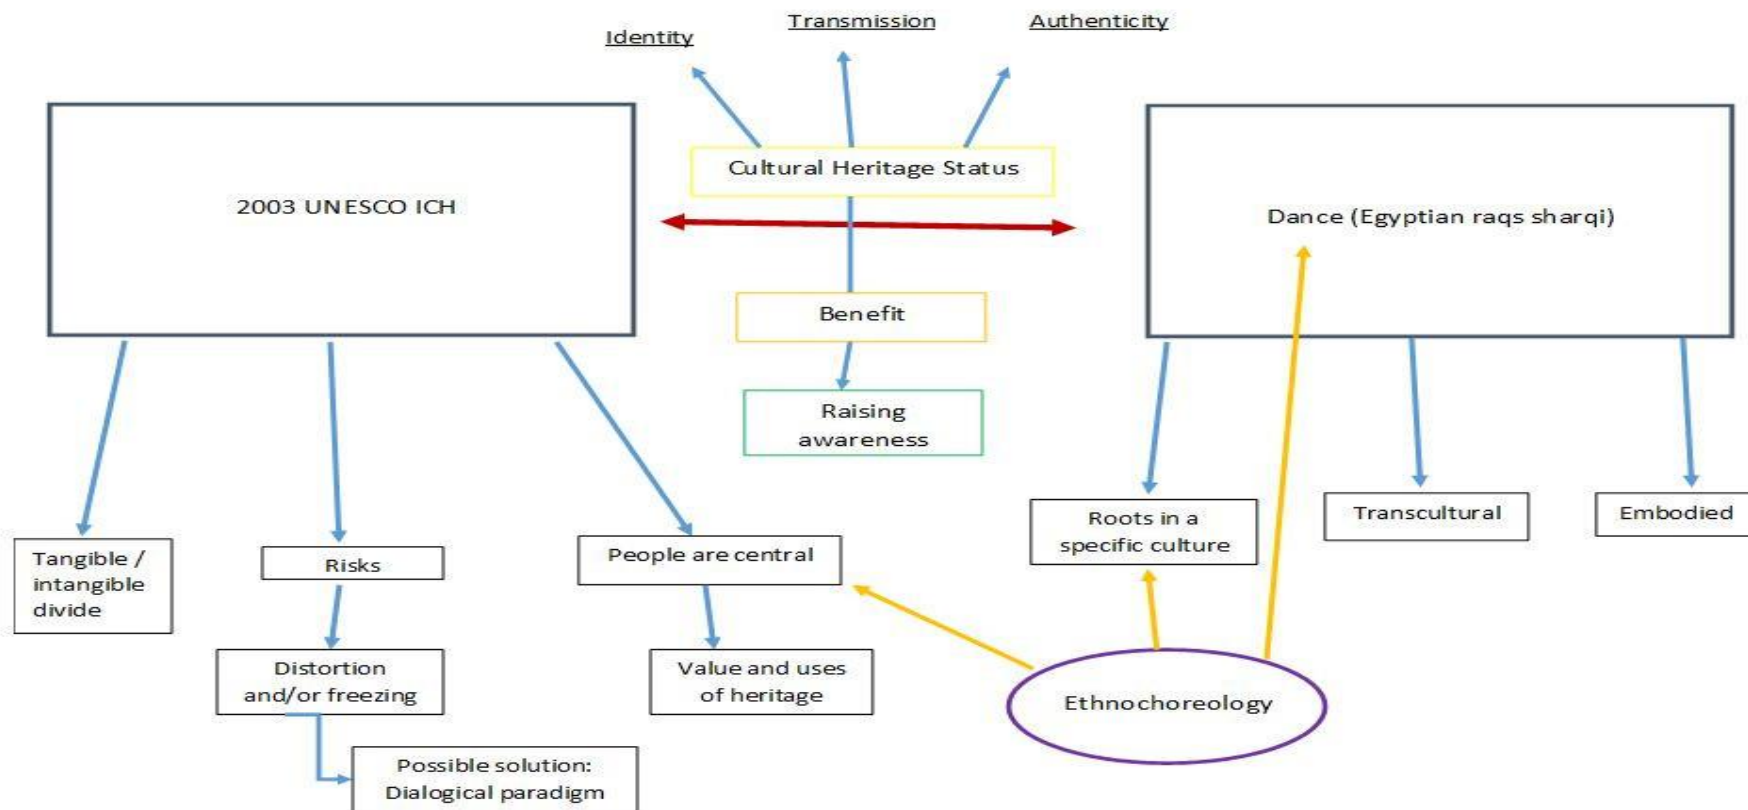 Identity
Transmission
Authenticity
Cultural Heritage Status
2003 UNESCO ICH
Dance (Egyptian raqs sharqi)
Benefit
Raising
awareness
Tangible /
intangible
divide
Risks
People are central
Roots in a
specific culture
Transcultural
Embodied
Distortion
and/or freezing
Value and uses
of heritage
Ethnochoreology
Possible solution:
Dialogical paradigm